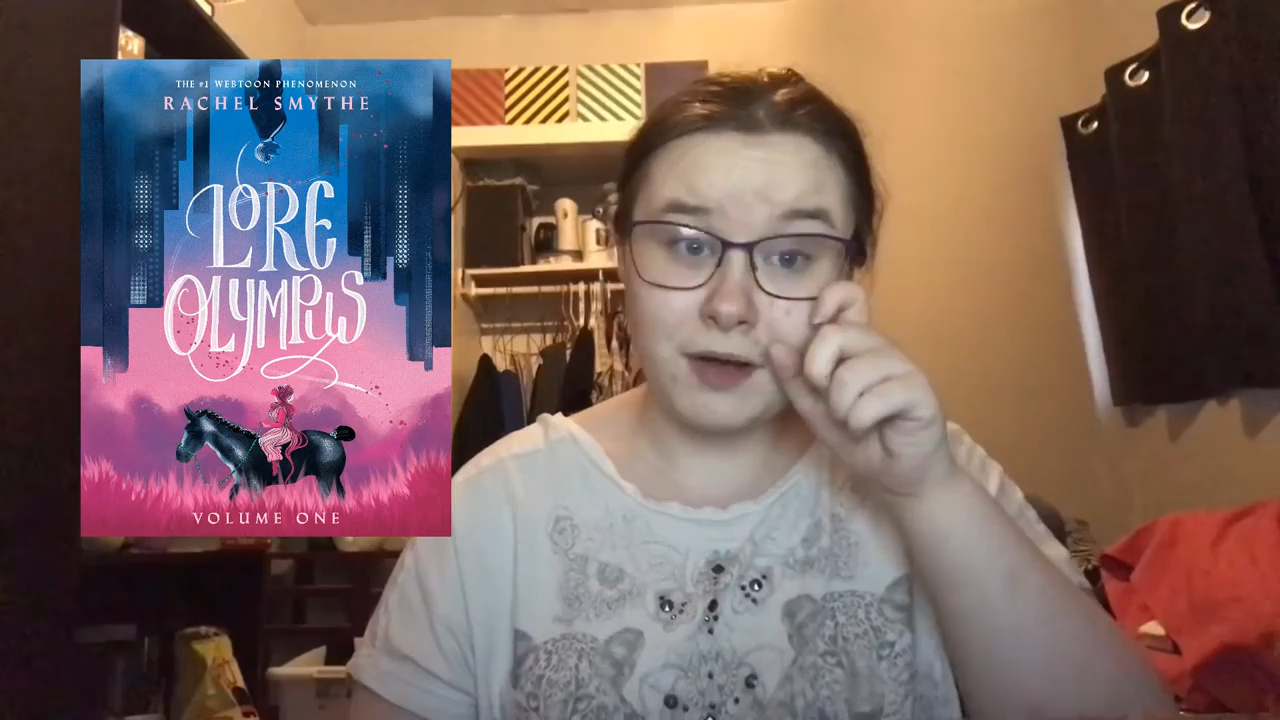 THE #1 WEBTOON PHENOMENON
RACHEL SMYTHE
LORE
OLYMPUS
VOLUME ONE